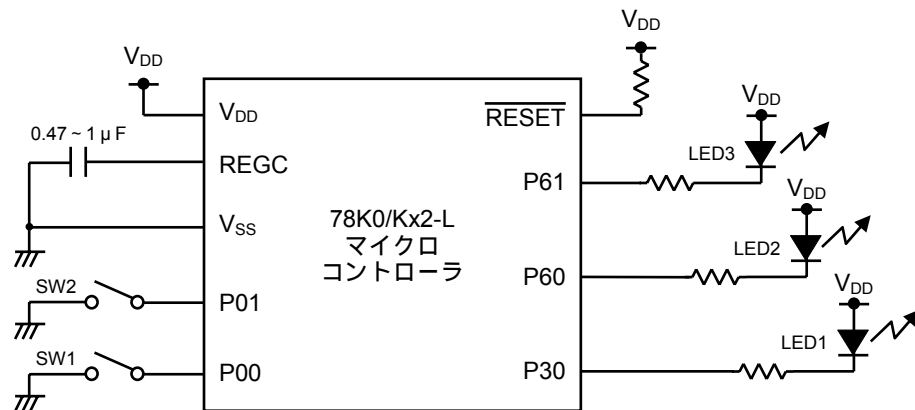 VDD
VDD
VDD
VDD
RESET
VDD
0.47 ~ 1 μ F
LED3
REGC
P61
VDD
VSS
78K0/Kx2-L
マイクロ
コントローラ
LED2
P60
SW2
P01
VDD
LED1
SW1
P00
P30